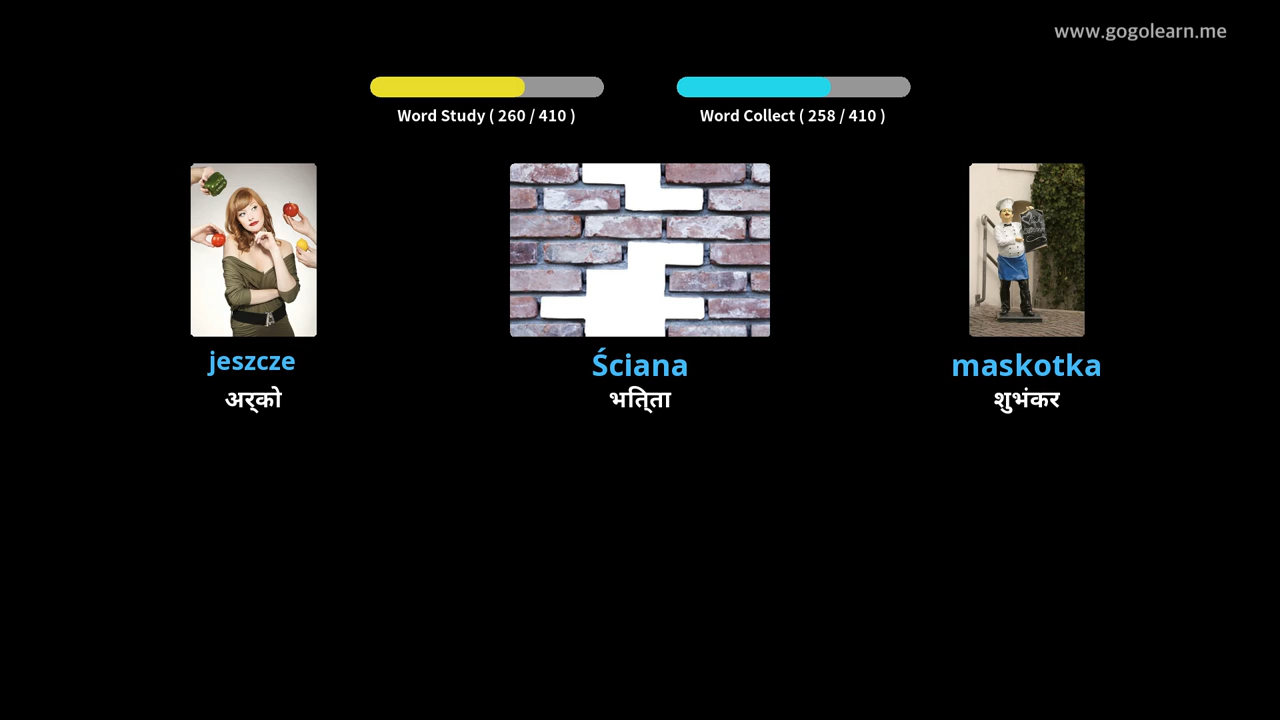 www.gogolearn.me
Word Study ( 260 / 410 )
Word Collect ( 258 / 410 )
jeszcze
Ściana
maskotka
अर्को
भित्ता
शुभंकर